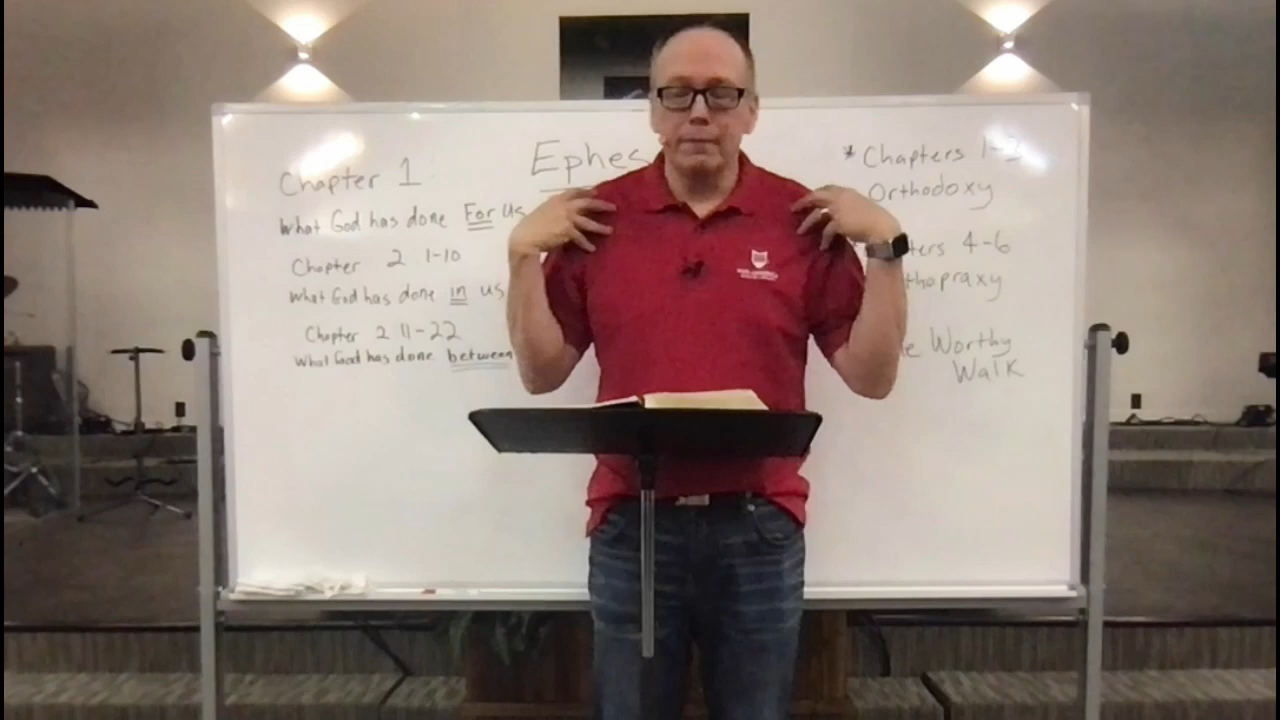 Ephes
Chapter 1
What God has done For us
Chapter 2 1-10
What God has done in us
Chapter 2 11-22
What God has done between
* Chapters 1-3
Orthodoxy
ters 4-6
thopraxy
e Worthy
Walk